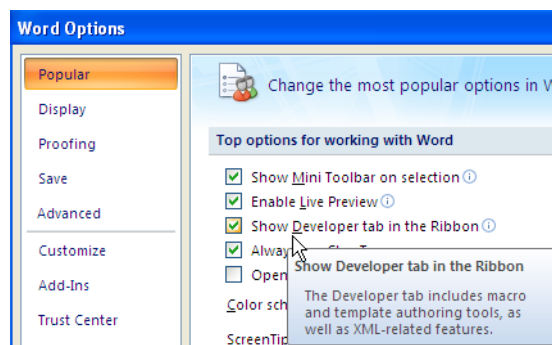 Word Options
Popular
Display
Proofing
Save
Advanced
Customize
Add-Ins
Trust Center
Change the most popular options in W
Top options for working with Word
Show Mini Toolbar on selection
Enable Live Preview
Show Developer tab in the Ribbon
Open
Color sch
ScreenTip
Show Developer tab in the Ribbon
The Developer tab includes macro
and template authoring tools, as
well as XML-related features.